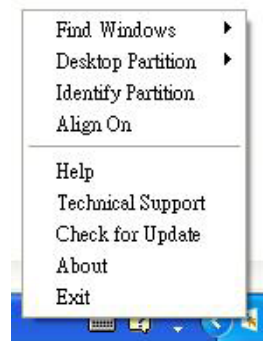 Find Windows
Desktop Partition
Identify Partition
Align On
Help
Technical Support
Check for Update
About
Exit